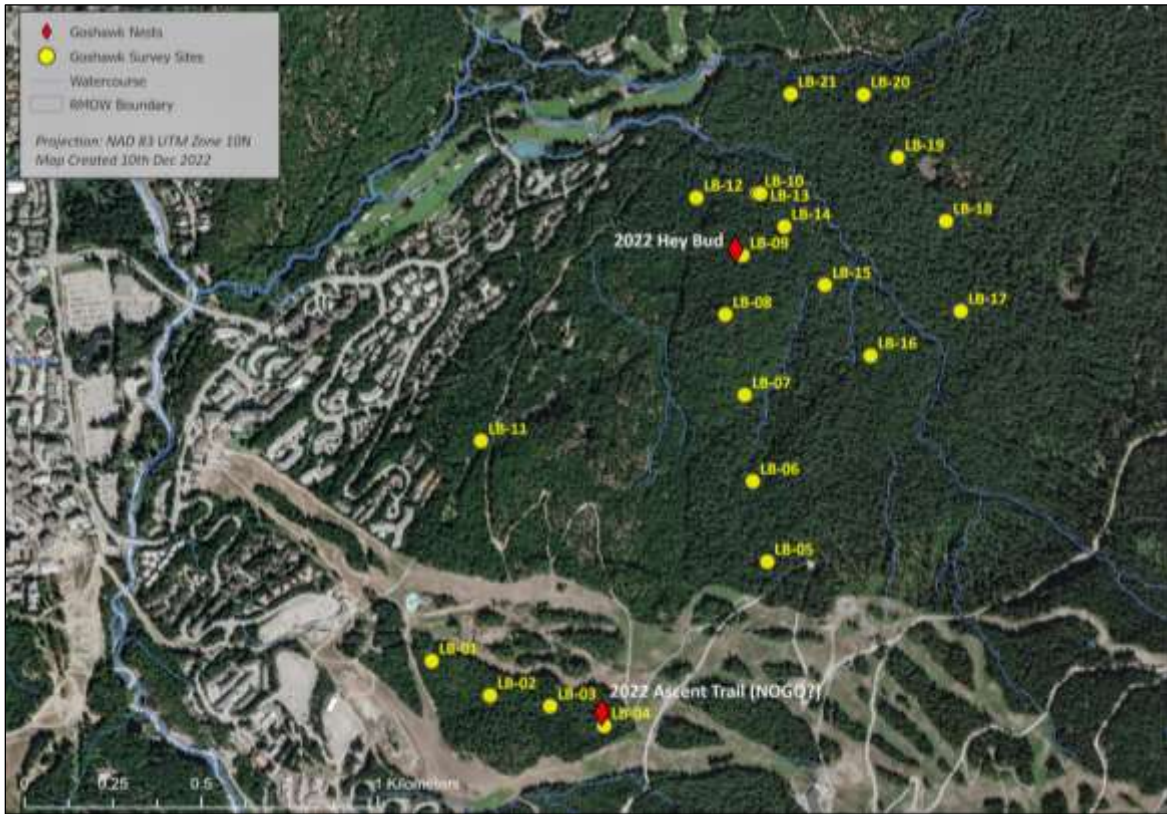 Goshawk Nests
Goshawk Survey Sites
Watercourse
RMOW Boundary
Projection: NAD 83 UTM Zone 10N
Map Created 10th Dec 2022
LB-21
LB-20
LB-19
LB-12
LB-10
LB-13
LB-18
LB-14
2022 Hey Bud
LB-09
LB-15
LB-17
LB-08
LB-16
LB-07
LB-11
LB-06
LB-05
LB-01
LB-02
LB-03
2022 Ascent Trail (NOGO?)
LB-04
0 0.25 0.5 1 Kilometers